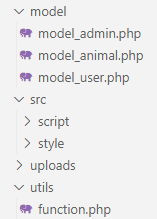 model
model_admin.php
model_animal.php
model_user.php
src
script
style
uploads
utils
function.php